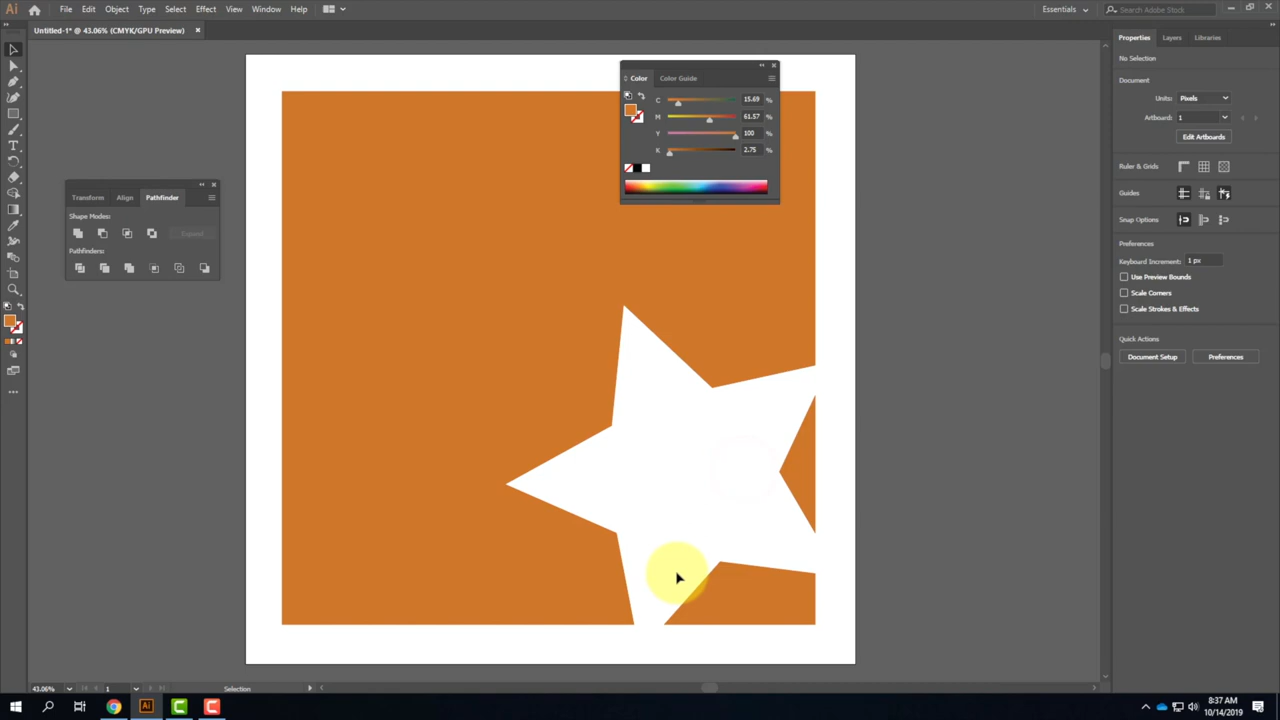 Ai File Edit Object Type Select Effect View Window Help Essentials Search Adobe Stock
Untitled-1* @ 43.06% (CMYK/GPU Preview) ×
Properties Layers Libraries
No Selection
Document
Units: Pixels
Artboard: 1
Edit Artboards
Ruler & Grids
Guides
Snap Options
Preferences
Keyboard Increment: 1 px
Use Preview Bounds
Scale Corners
Scale Strokes & Effects
Quick Actions
Document Setup Preferences
Color Color Guide
C 15.69 %
M 61.57 %
Y 100 %
K 2.75 %
Transform Align Pathfinder
Shape Modes:
Expand
Pathfinders:
43.06% 1 Selection
Ai
8:37 AM
10/14/2019